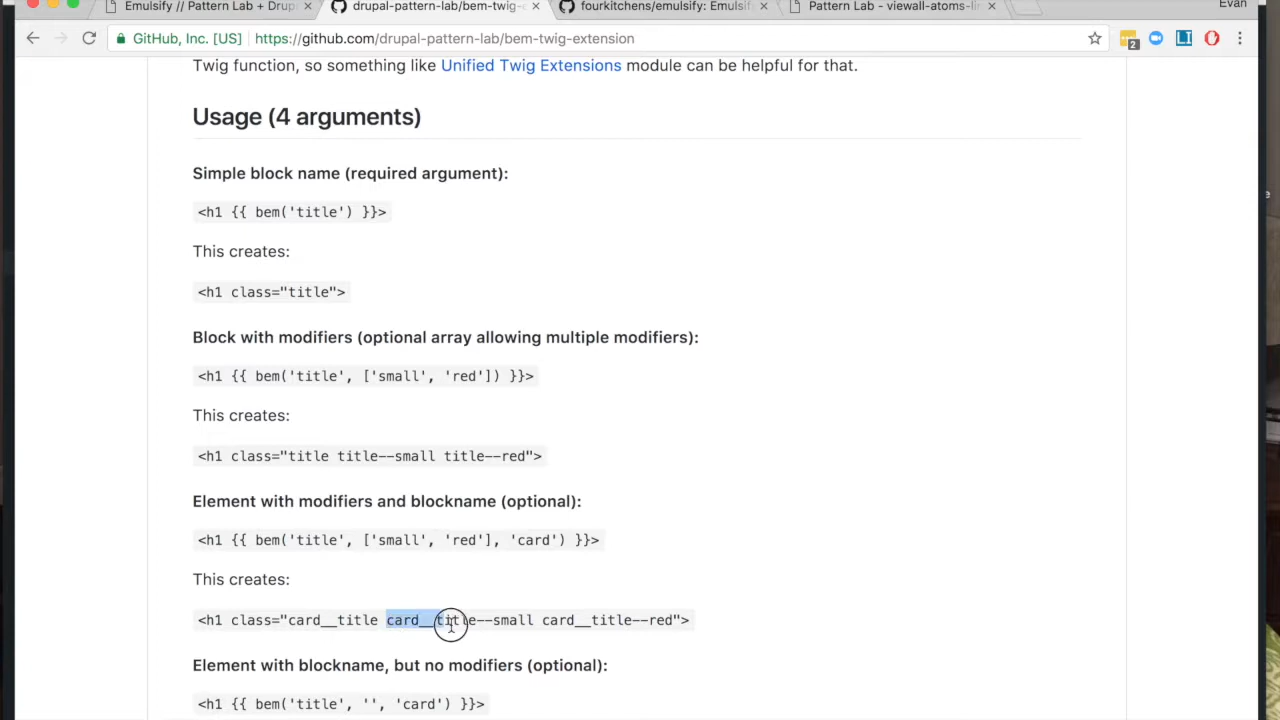 Emulsify // Pattern Lab + Drup
drupal-pattern-lab/bem-twig-
fourkitchens/emulsify: Emulsif
Pattern Lab - viewall-atoms-lin
Evan
GitHub, Inc. [US]
https://github.com/drupal-pattern-lab/bem-twig-extension
2
LI
Twig function, so something like Unified Twig Extensions module can be helpful for that.
Usage (4 arguments)
Simple block name (required argument):
<h1 {{ bem('title') }}>
This creates:
<h1 class="title">
Block with modifiers (optional array allowing multiple modifiers):
<h1 {{ bem('title', ['small', 'red']) }}>
This creates:
<h1 class="title title--small title--red">
Element with modifiers and blockname (optional):
<h1 {{ bem('title', ['small', 'red'], 'card') }}>
This creates:
<h1 class="card__title card__title--small card__title--red">
Element with blockname, but no modifiers (optional):
<h1 {{ bem('title', '', 'card') }}>